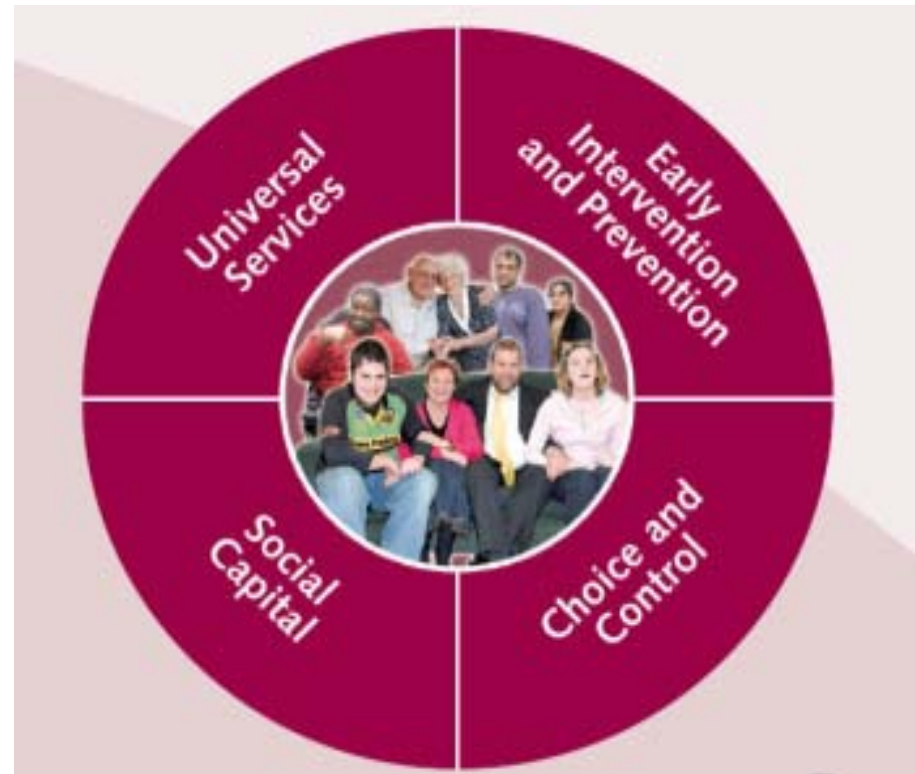 Universal
Services
Early
Intervention
and Prevention
Social
Capital
Choice and
Control